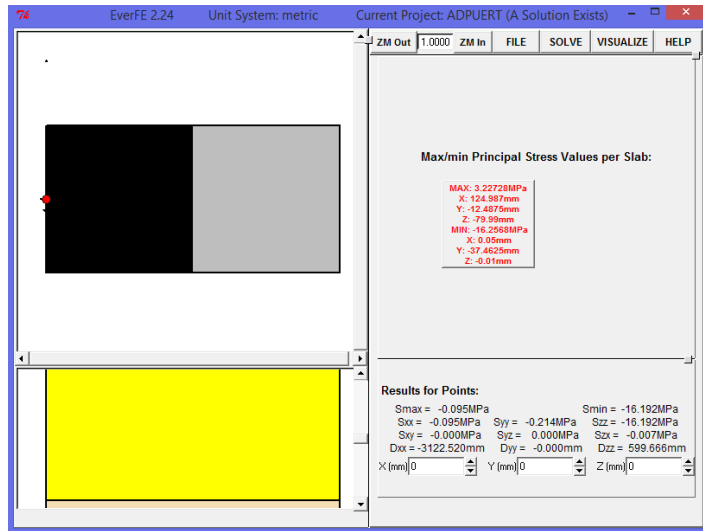 EverFE 2.24 Unit System: metric Current Project: ADPUERT (A Solution Exists)
ZM Out 1.0000 ZM In FILE SOLVE VISUALIZE HELP
Max/min Principal Stress Values per Slab:
MAX: 3.22728MPa
X: 124.987mm
Y: -12.4875mm
Z: -79.99mm
MIN: -16.2568MPa
X: 0.05mm
Y: -37.4625mm
Z: -0.01mm
Results for Points:
Smax = -0.095MPa Smin = -16.192MPa
Sxx = -0.095MPa Syy = -0.214MPa Szz = -16.192MPa
Sxy = -0.000MPa Syz = 0.000MPa Szx = -0.007MPa
Dxx = -3122.520mm Dyy = -0.000mm Dzz = 599.666mm
X (mm) 0 Y (mm) 0 Z (mm) 0